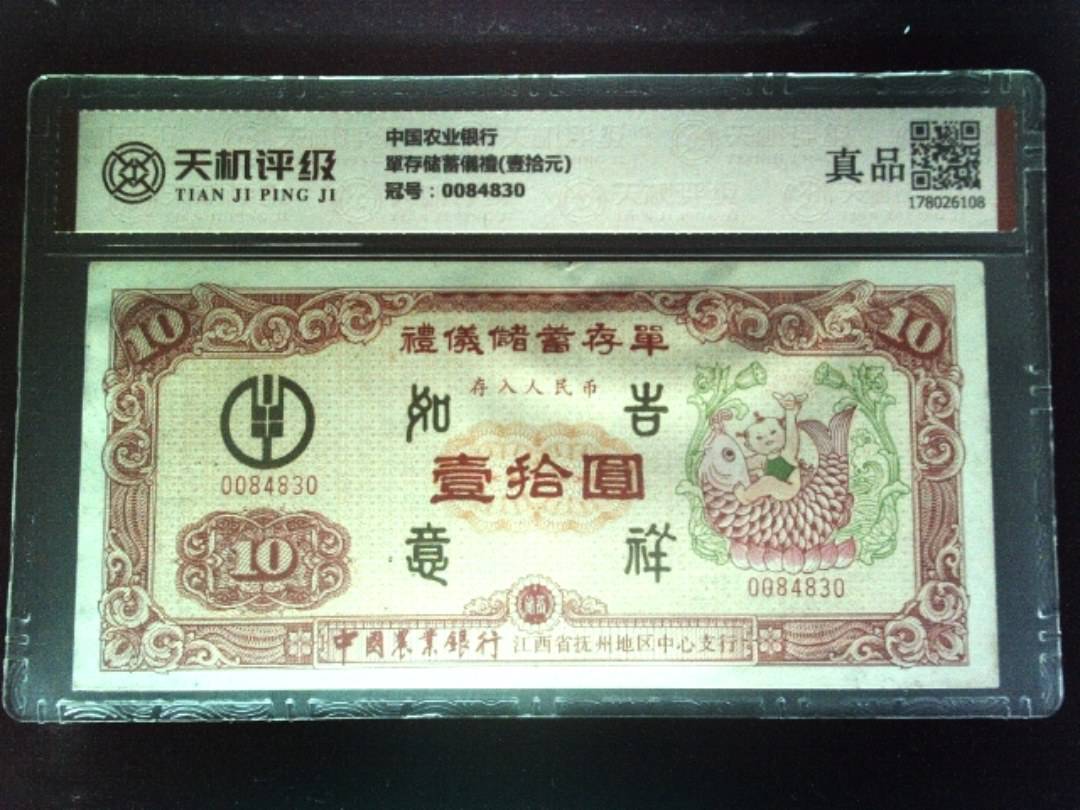 天机评级
TIAN JI PING JI
中国农业银行
單存储蓄儀禮(壹拾元)
冠号：0084830
真品
178026108
10
10
禮儀儲蓄存單
存入人民币
如
吉
壹拾圓
意
祥
0084830
10
0084830
中國農業銀行 江西省抚州地区中心支行